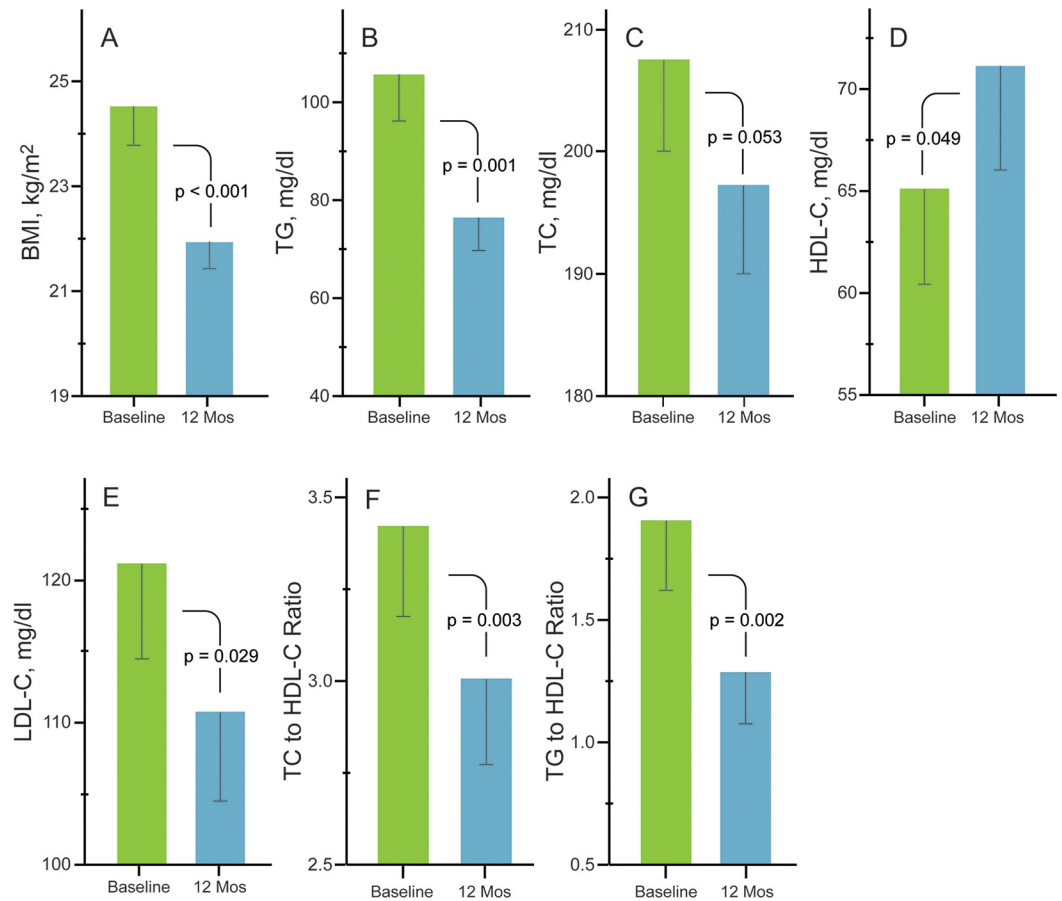 A
BMI, kg/m²
25
23
21
19
p < 0.001
Baseline
12 Mos
B
TG, mg/dl
100
80
60
40
p = 0.001
Baseline
12 Mos
C
TC, mg/dl
210
200
190
180
p = 0.053
Baseline
12 Mos
D
HDL-C, mg/dl
70
65
60
55
p = 0.049
Baseline
12 Mos
E
LDL-C, mg/dl
120
110
100
p = 0.029
Baseline
12 Mos
F
TC to HDL-C Ratio
3.5
3.0
2.5
p = 0.003
Baseline
12 Mos
G
TG to HDL-C Ratio
2.0
1.5
1.0
0.5
p = 0.002
Baseline
12 Mos